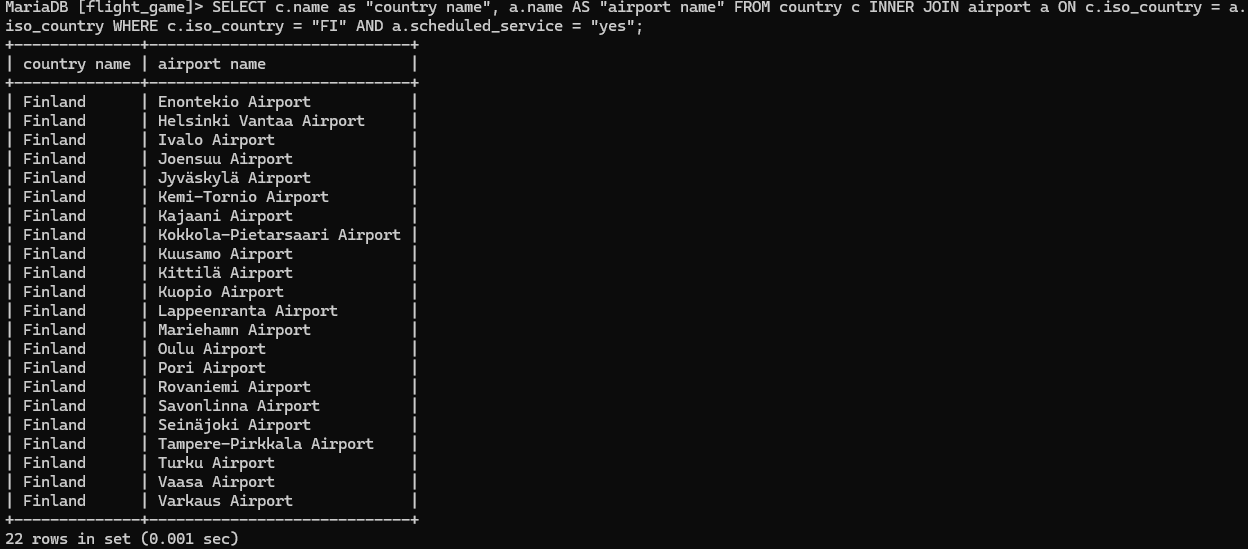 MariaDB [flight_game]> SELECT c.name as "country name", a.name AS "airport name" FROM country c INNER JOIN airport a ON c.iso_country = a.
iso_country WHERE c.iso_country = "FI" AND a.scheduled_service = "yes";
+--------------+-----------------------------+
| country name | airport name                |
+--------------+-----------------------------+
| Finland      | Enontekio Airport           |
| Finland      | Helsinki Vantaa Airport     |
| Finland      | Ivalo Airport               |
| Finland      | Joensuu Airport             |
| Finland      | Jyväskylä Airport           |
| Finland      | Kemi-Tornio Airport         |
| Finland      | Kajaani Airport             |
| Finland      | Kokkola-Pietarsaari Airport |
| Finland      | Kuusamo Airport             |
| Finland      | Kittilä Airport             |
| Finland      | Kuopio Airport              |
| Finland      | Lappeenranta Airport        |
| Finland      | Mariehamn Airport           |
| Finland      | Oulu Airport                |
| Finland      | Pori Airport                |
| Finland      | Rovaniemi Airport           |
| Finland      | Savonlinna Airport          |
| Finland      | Seinäjoki Airport           |
| Finland      | Tampere-Pirkkala Airport    |
| Finland      | Turku Airport               |
| Finland      | Vaasa Airport               |
| Finland      | Varkaus Airport             |
+--------------+-----------------------------+
22 rows in set (0.001 sec)